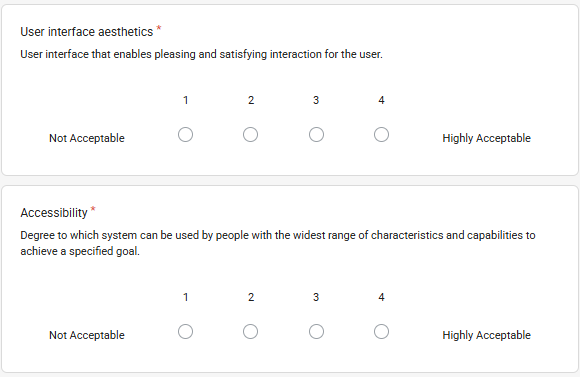 User interface aesthetics *
User interface that enables pleasing and satisfying interaction for the user.
1 2 3 4
Not Acceptable Highly Acceptable
Accessibility *
Degree to which system can be used by people with the widest range of characteristics and capabilities to
achieve a specified goal.
1 2 3 4
Not Acceptable Highly Acceptable